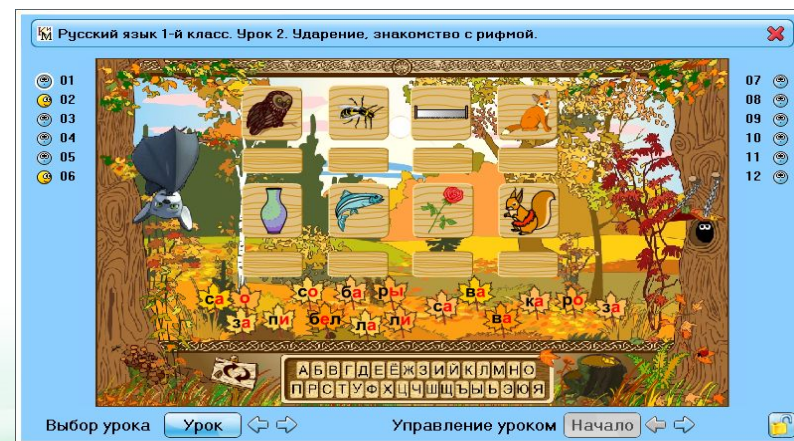 КиМ Русский язык 1-й класс. Урок 2. Ударение, знакомство с рифмой.
01
02
03
04
05
06
07
08
09
10
11
12
са о со ба ры са ва ка ро за
за пи бел ла ли ва
АБВГДЕЁЖЗИЙКЛМНО
ПРСТУФХЦЧШЩЪЫЬЭЮЯ
Выбор урока Урок Управление уроком Начало